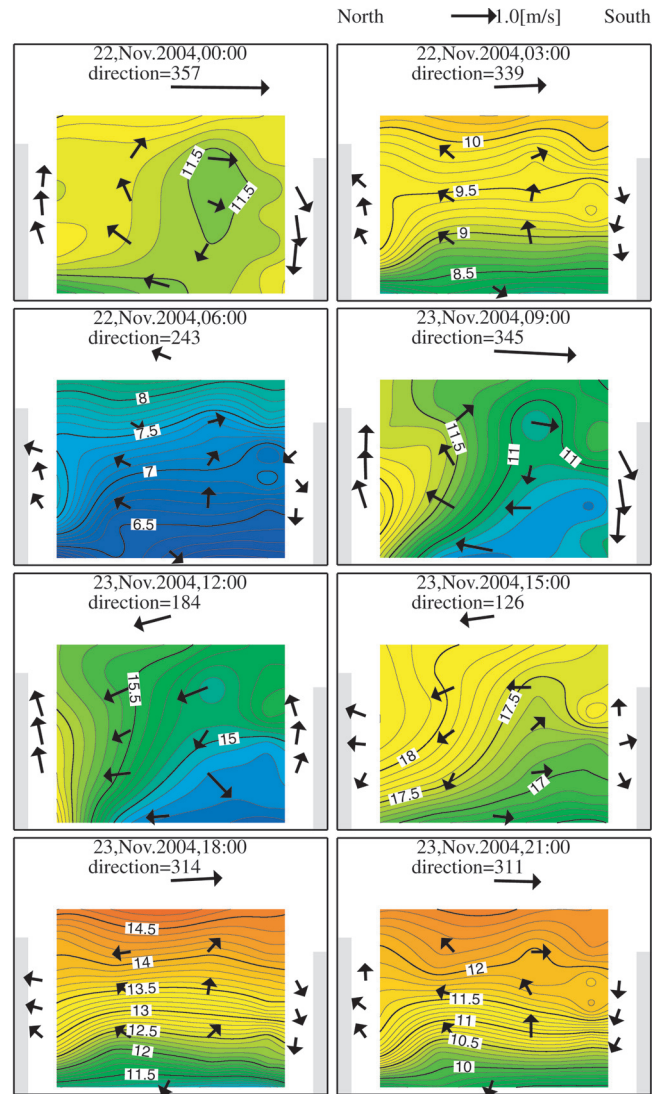 North 1.0[m/s] South
22,Nov.2004,00:00
direction=357
11.5
11.5
22,Nov.2004,03:00
direction=339
10
9.5
9
8.5
22,Nov.2004,06:00
direction=243
8
7.5
7
6.5
23,Nov.2004,09:00
direction=345
11.5
11
11
23,Nov.2004,12:00
direction=184
15.5
15
23,Nov.2004,15:00
direction=126
17.5
18
17.5
17
23,Nov.2004,18:00
direction=314
14.5
14
13.5
13
12.5
12
11.5
23,Nov.2004,21:00
direction=311
12
11.5
11
10.5
10